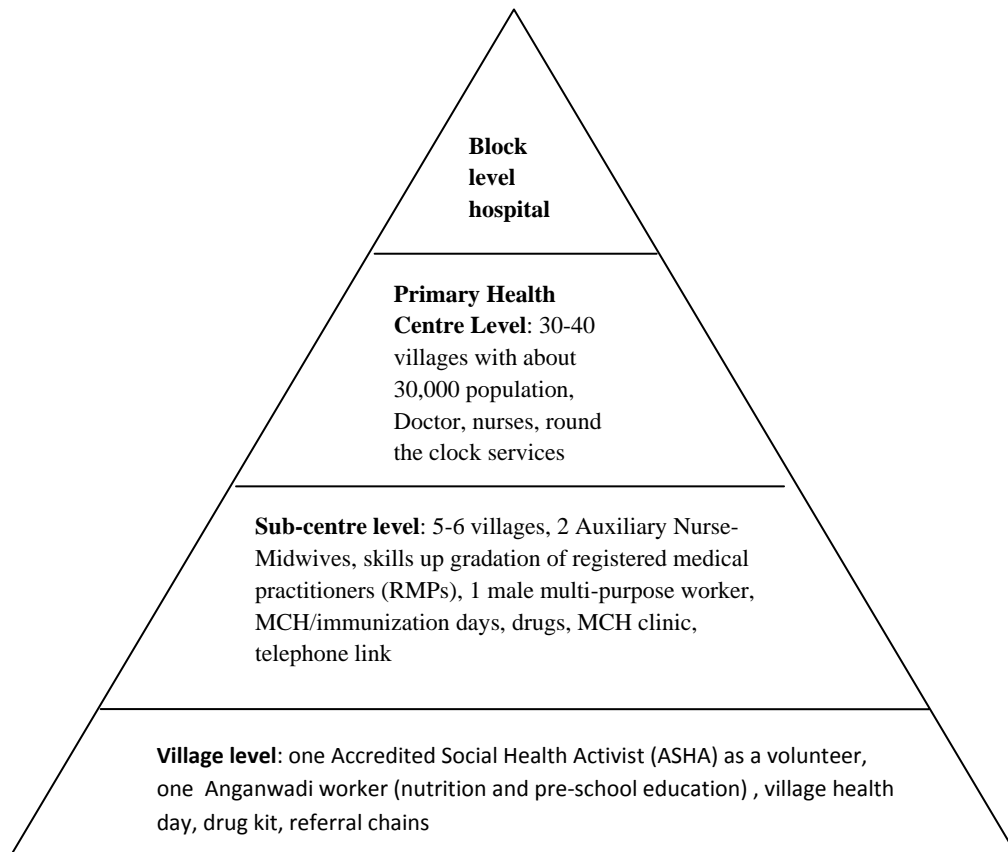 Block
level
hospital
Primary Health
Centre Level: 30-40
villages with about
30,000 population,
Doctor, nurses, round
the clock services
Sub-centre level: 5-6 villages, 2 Auxiliary Nurse-
Midwives, skills up gradation of registered medical
practitioners (RMPs), 1 male multi-purpose worker,
MCH/immunization days, drugs, MCH clinic,
telephone link
Village level: one Accredited Social Health Activist (ASHA) as a volunteer,
one Anganwadi worker (nutrition and pre-school education) , village health
day, drug kit, referral chains